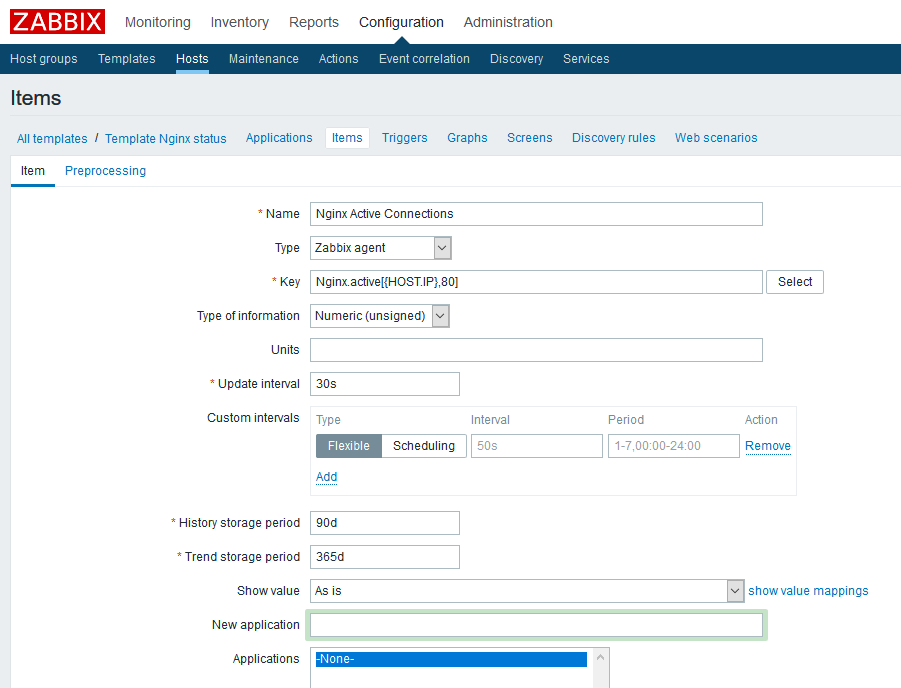 ZABBIX Monitoring Inventory Reports Configuration Administration
Host groups Templates Hosts Maintenance Actions Event correlation Discovery Services
Items
All templates / Template Nginx status Applications Items Triggers Graphs Screens Discovery rules Web scenarios
Item Preprocessing
* Name Nginx Active Connections
Type Zabbix agent
* Key Nginx.active[{HOST.IP},80] Select
Type of information Numeric (unsigned)
Units
* Update interval 30s
Custom intervals Type Interval Period Action
Flexible Scheduling 50s 1-7,00:00-24:00 Remove
Add
* History storage period 90d
* Trend storage period 365d
Show value As is show value mappings
New application
Applications -None-